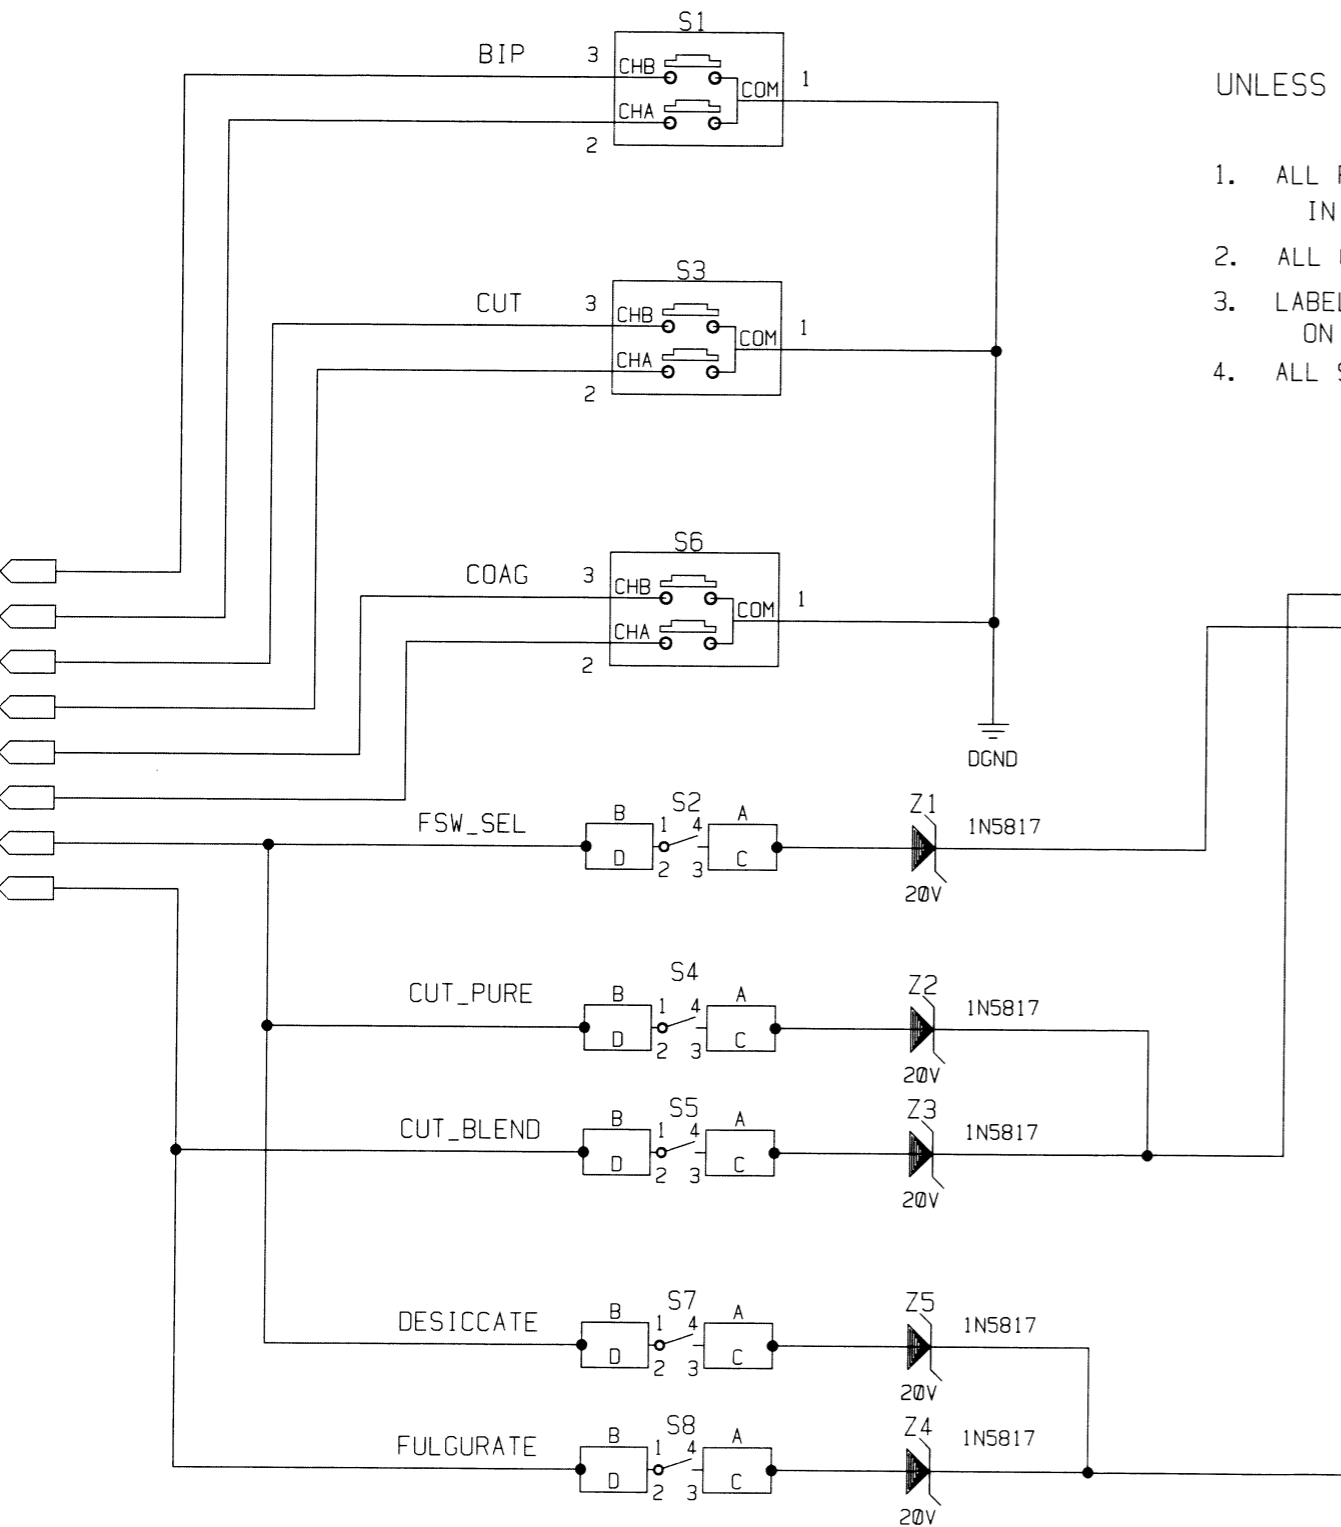 S1
BIP
3
CHB
COM
1
CHA
2
UNLESS
1. ALL
IN
2. ALL
3. LABEL
ON
4. ALL
S3
CUT
3
CHB
COM
1
CHA
2
S6
COAG
3
CHB
COM
1
CHA
2
DGND
FSW_SEL
B
D
1
2
S2
4
3
A
C
Z1
1N5817
20V
CUT_PURE
B
D
1
2
S4
4
3
A
C
Z2
1N5817
20V
CUT_BLEND
B
D
1
2
S5
4
3
A
C
Z3
1N5817
20V
DESICCATE
B
D
1
2
S7
4
3
A
C
Z5
1N5817
20V
FULGURATE
B
D
1
2
S8
4
3
A
C
Z4
1N5817
20V